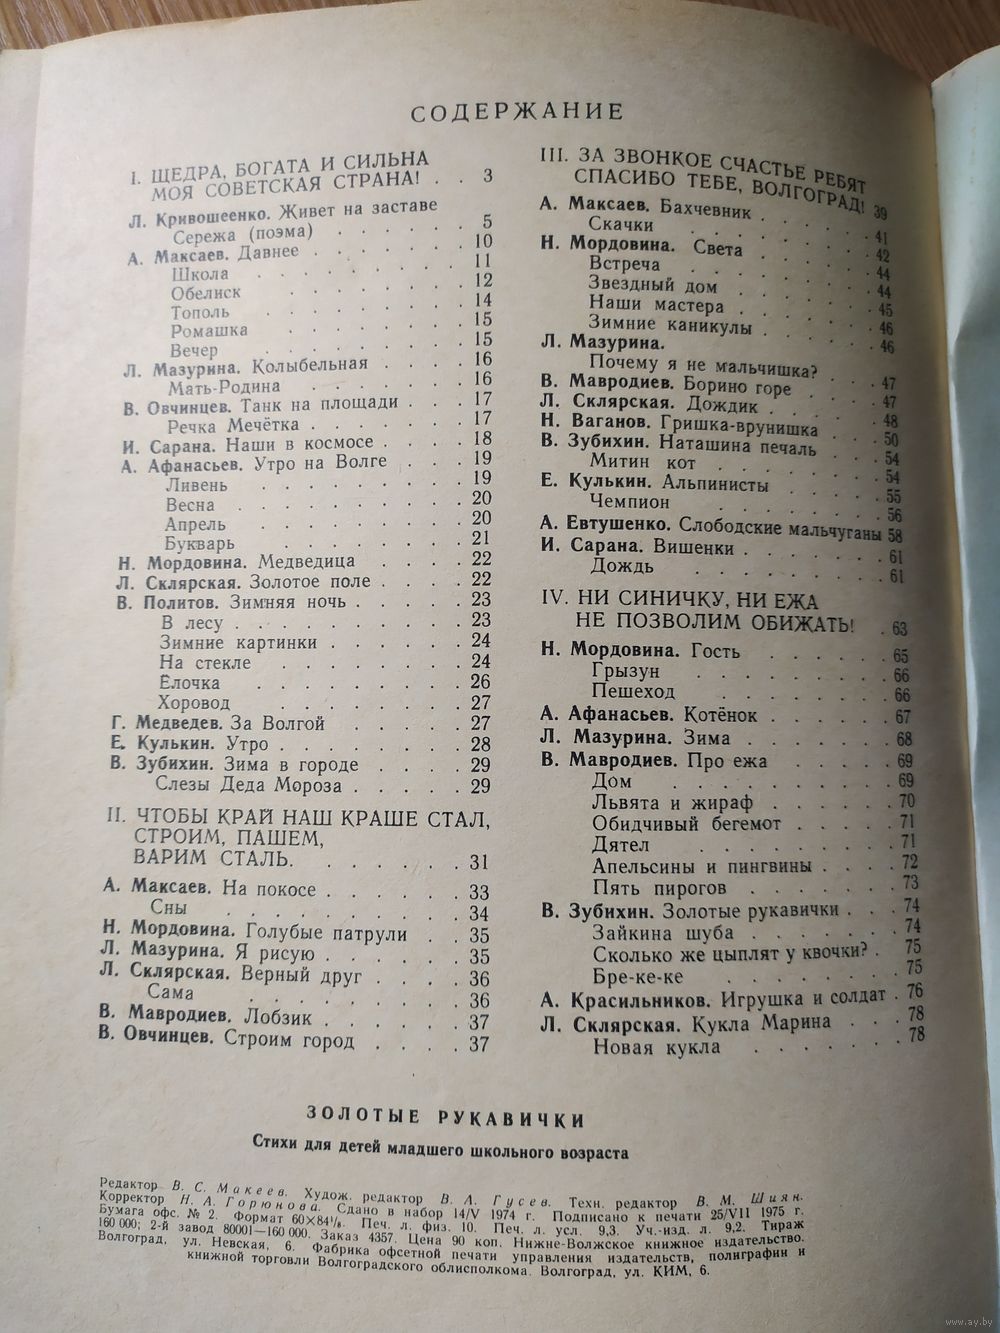 СОДЕРЖАНИЕ
I. ЩЕДРА, БОГАТА И СИЛЬНА
МОЯ СОВЕТСКАЯ СТРАНА! . . 3
Л. Кривошеенко. Живет на заставе
Сережа (поэма) . . . . . . 5
А. Максаев. Давнее . . . . . . . 10
Школа . . . . . . . . 11
Обелиск . . . . . . . 12
Тополь . . . . . . . . 14
Ромашка . . . . . . . 15
Вечер . . . . . . . . 15
Л. Мазурина. Колыбельная . . . . 16
Мать-Родина . . . . . . 16
В. Овчинцев. Танк на площади . . . 17
Речка Мечётка . . . . . . 17
И. Сарана. Наши в космосе . . . . 18
А. Афанасьев. Утро на Волге . . . 19
Ливень . . . . . . . . 19
Весна . . . . . . . . . 20
Апрель . . . . . . . . 20
Букварь . . . . . . . 21
Н. Мордовина. Медведица . . . . 22
Л. Склярская. Золотое поле . . . . 22
В. Политов. Зимняя ночь . . . . . 23
В лесу . . . . . . . . . 23
Зимние картинки . . . . . 24
На стекле . . . . . . . 24
Ёлочка . . . . . . . . 26
Хоровод . . . . . . . 27
Г. Медведев. За Волгой . . . . . 27
Е. Кулькин. Утро . . . . . . . . 28
В. Зубихин. Зима в городе . . . . 29
Слезы Деда Мороза . . . . . 29
II. ЧТОБЫ КРАЙ НАШ КРАШЕ СТАЛ,
СТРОИМ, ПАШЕМ,
ВАРИМ СТАЛЬ. . . . . . . 31
А. Максаев. На покосе . . . . . . 33
Сны . . . . . . . . . 34
Н. Мордовина. Голубые патрули . . 35
Л. Мазурина. Я рисую . . . . . . 35
Л. Склярская. Верный друг . . . . 36
Сама . . . . . . . . 36
В. Мавродиев. Лобзик . . . . . . 37
В. Овчинцев. Строим город . . . . 37
III. ЗА ЗВОНКОЕ СЧАСТЬЕ РЕБЯТ
СПАСИБО ТЕБЕ, ВОЛГОГРАД! 39
А. Максаев. Бахчевник . . . . . . 41
Скачки . . . . . . . . 42
Н. Мордовина. Света . . . . . . 44
Встреча . . . . . . . . 44
Звездный дом . . . . . . 45
Наши мастера . . . . . . 46
Зимние каникулы . . . . . 46
Л. Мазурина.
Почему я не мальчишка? . . . 47
В. Мавродиев. Борино горе . . . . 47
Л. Склярская. Дождик . . . . . . 48
Н. Ваганов. Гришка-врунишка . . . 50
В. Зубихин. Наташина печаль . . . 54
Митин кот . . . . . . . 54
Е. Кулькин. Альпинисты . . . . . 55
Чемпион . . . . . . . 56
А. Евтушенко. Слободские мальчуганы 58
И. Сарана. Вишенки . . . . . . . 61
Дождь . . . . . . . . 61
IV. НИ СИНИЧКУ, НИ ЕЖА
НЕ ПОЗВОЛИМ ОБИЖАТЬ! . 63
Н. Мордовина. Гость . . . . . . 65
Грызун . . . . . . . . 66
Пешеход . . . . . . . 66
А. Афанасьев. Котёнок . . . . . . 67
Л. Мазурина. Зима . . . . . . . 68
В. Мавродиев. Про ежа . . . . . 69
Дом . . . . . . . . . 69
Львята и жираф . . . . . . 70
Обидчивый бегемот . . . . . 71
Дятел . . . . . . . . 71
Апельсины и пингвины . . . . 72
Пять пирогов . . . . . . . 73
В. Зубихин. Золотые рукавички . . . 74
Зайкина шуба . . . . . . . 74
Сколько же цыплят у квочки? . 75
Бре-ке-ке . . . . . . . 75
А. Красильников. Игрушка и солдат . 76
Л. Склярская. Кукла Марина . . . 78
Новая кукла . . . . . . . 78
ЗОЛОТЫЕ РУКАВИЧКИ
Стихи для детей младшего школьного возраста
Редактор В. С. Макеев. Худож. редактор В. Л. Гусев. Техн. редактор В. М. Шиян.
Корректор Н. А. Горюнова. Сдано в набор 14/V 1974 г. Подписано к печати 25/VII 1975 г.
Бумага офс. № 2. Формат 60×84⅛. Печ. л. физ. 10. Печ. л. усл. 9,3. Уч.-изд. л. 9,2. Тираж
160 000; 2-й завод 80001—160 000. Заказ 4357. Цена 90 коп. Нижне-Волжское книжное издательство.
Волгоград, ул. Невская, 6. Фабрика офсетной печати управления издательств, полиграфии и
книжной торговли Волгоградского облисполкома. Волгоград, ул. КИМ, 6.
www.ay.by